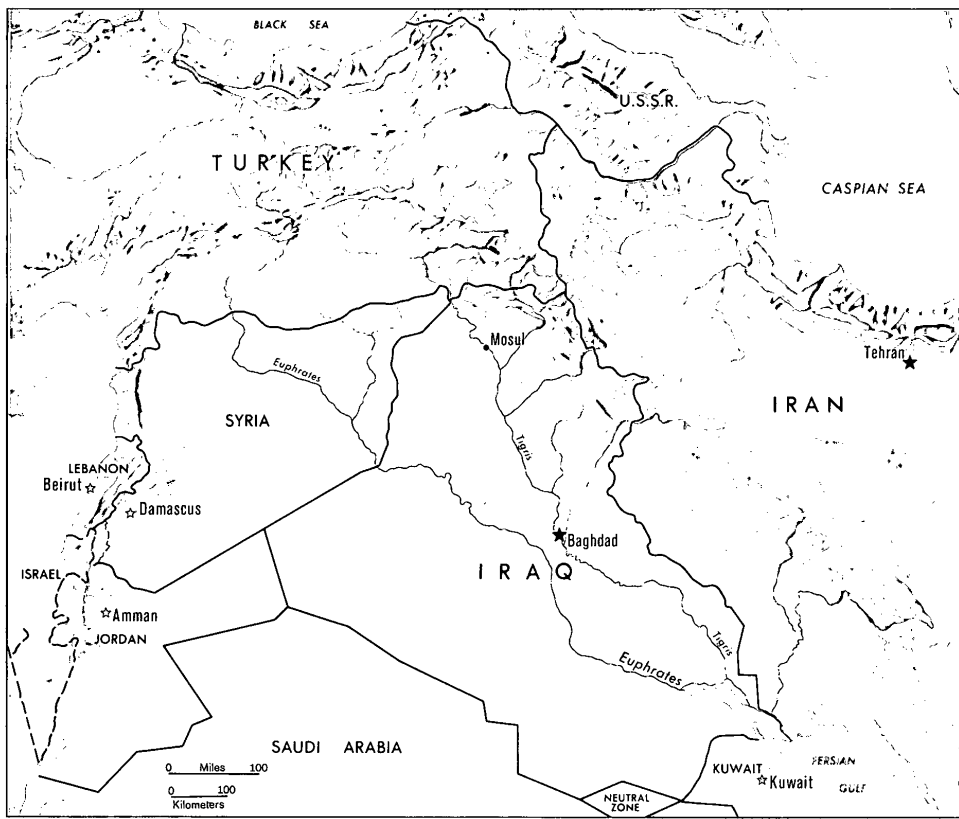 BLACK SEA
U.S.S.R.
TURKEY
CASPIAN SEA
Mosul
Tehran
Euphrates
IRAN
SYRIA
Tigris
LEBANON
Beirut
Damascus
Baghdad
IRAQ
ISRAEL
Amman
JORDAN
Tigris
Euphrates
SAUDI ARABIA
0 Miles 100
0 100
Kilometers
KUWAIT
Kuwait
PERSIAN
GULF
NEUTRAL
ZONE